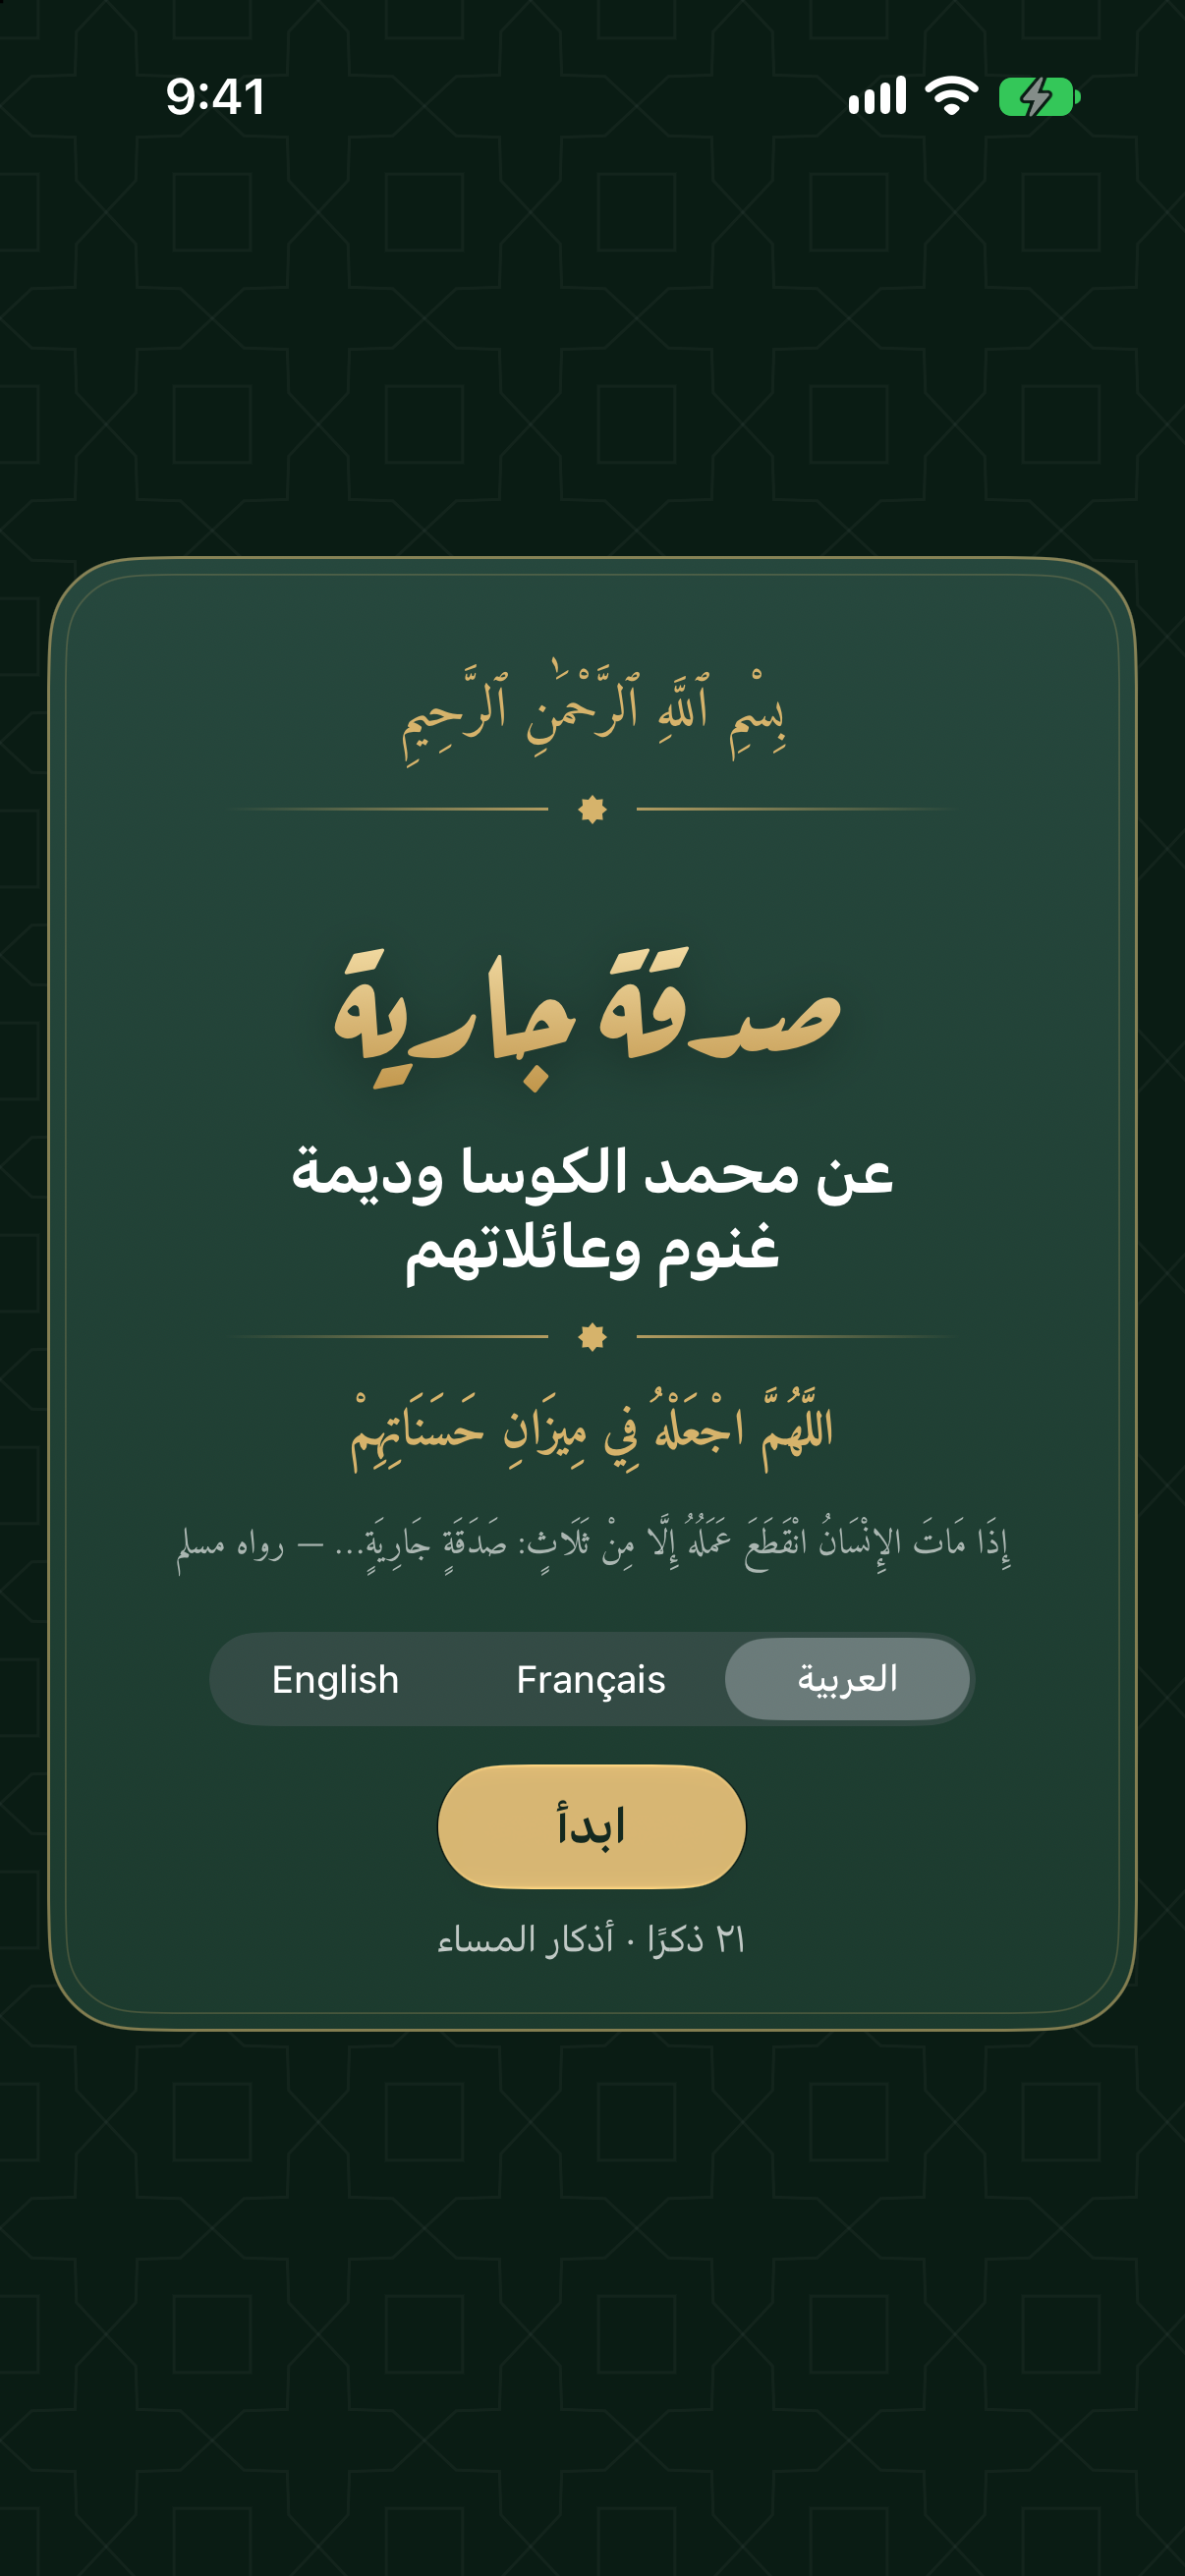 9:41
بِسْمِ ٱللَّهِ ٱلرَّحْمَٰنِ ٱلرَّحِيمِ
صدقة جارية
عن محمد الكوسا وديمة
غنوم وعائلاتهم
اللَّهُمَّ اجْعَلْهُ فِي مِيزَانِ حَسَنَاتِهِمْ
إِذَا مَاتَ الإِنْسَانُ انْقَطَعَ عَمَلُهُ إِلَّا مِنْ ثَلَاثٍ: صَدَقَةٍ جَارِيَةٍ... — رواه مسلم
العربية Français English
ابدأ
٢١ ذكرًا · أذكار المساء